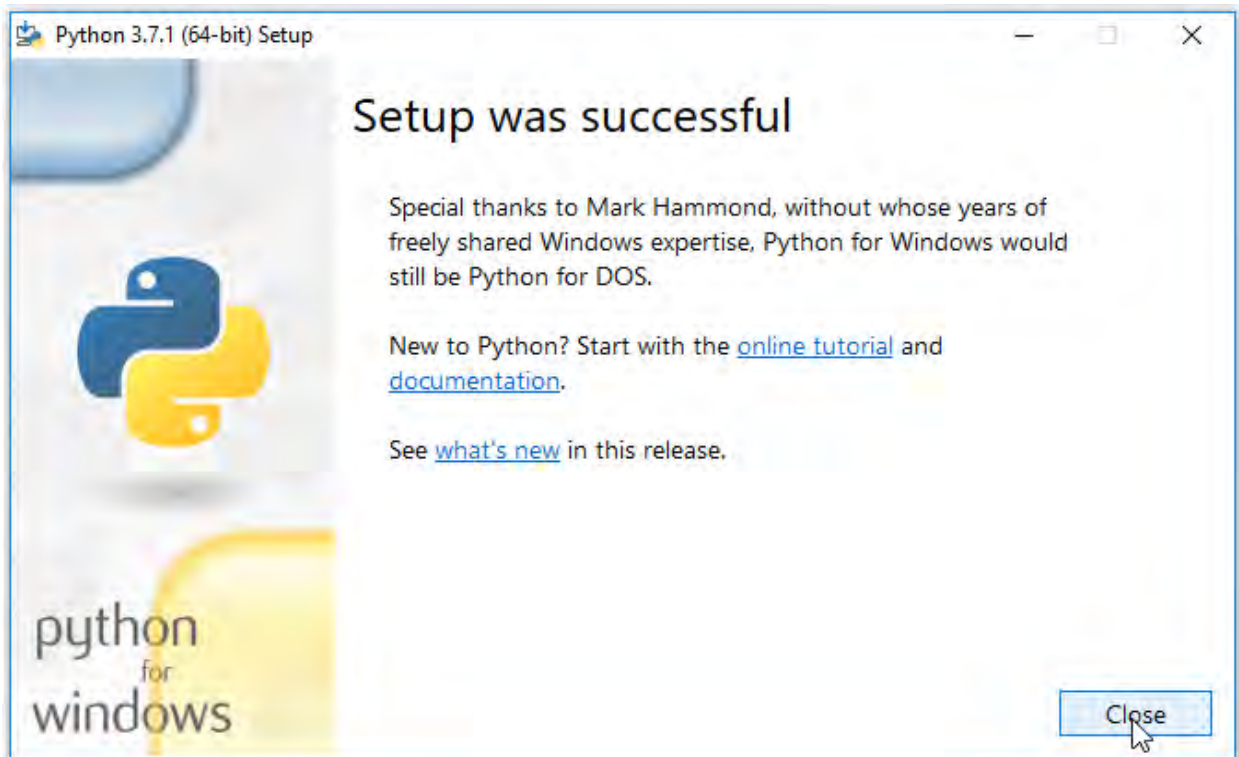 Python 3.7.1 (64-bit) Setup
Setup was successful
Special thanks to Mark Hammond, without whose years of
freely shared Windows expertise, Python for Windows would
still be Python for DOS.
New to Python? Start with the online tutorial and
documentation.
See what's new in this release.
python
for
windows
Close